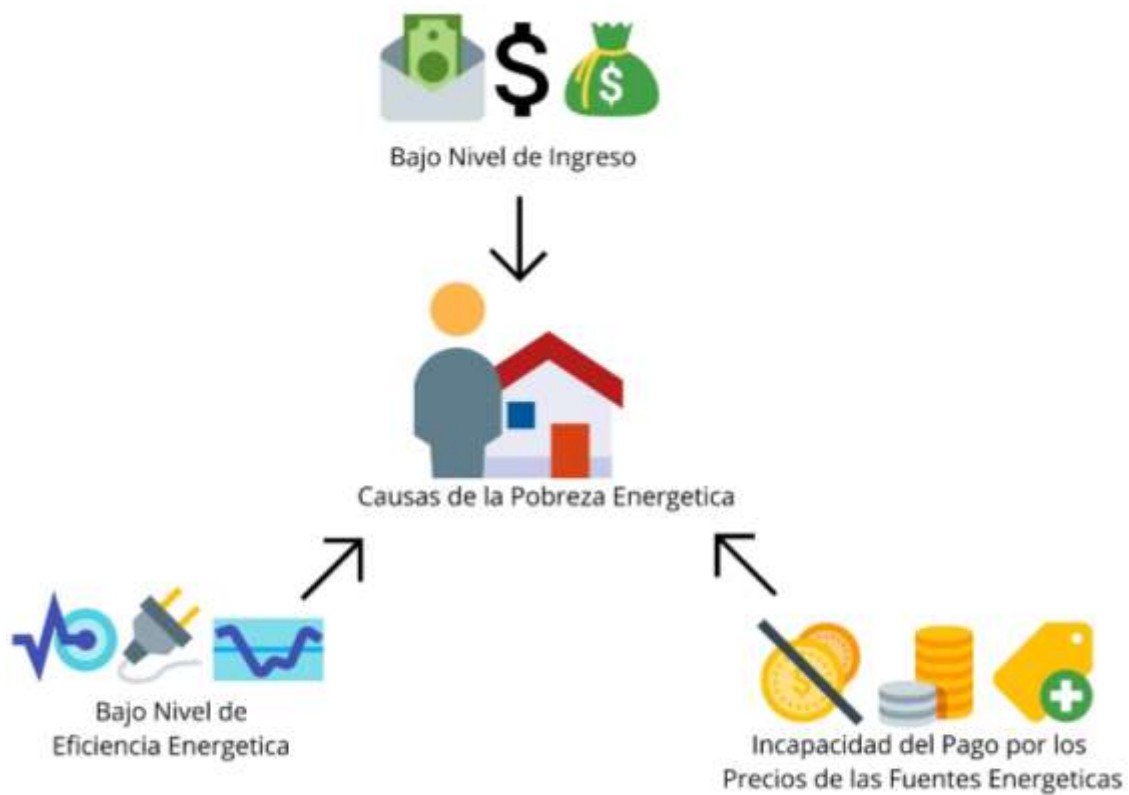 Bajo Nivel de Ingreso
Causas de la Pobreza Energetica
Bajo Nivel de
Eficiencia Energetica
Incapacidad del Pago por los
Precios de las Fuentes Energeticas